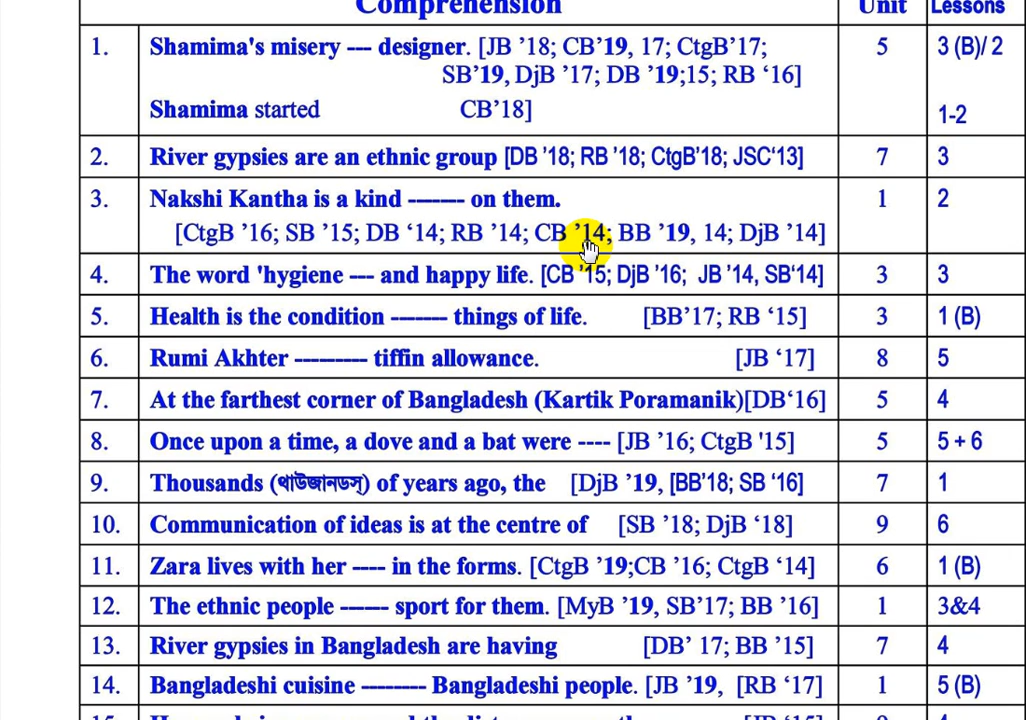 Comprehension Unit Lessons
1. Shamima's misery --- designer. [JB ’18; CB’19, 17; CtgB’17; 5 3 (B)/ 2
SB’19, DjB ’17; DB ’19;15; RB ‘16]
Shamima started CB’18] 1-2
2. River gypsies are an ethnic group [DB ’18; RB ’18; CtgB’18; JSC‘13] 7 3
3. Nakshi Kantha is a kind ------- on them. 1 2
[CtgB ’16; SB ’15; DB ‘14; RB ’14; CB ’14; BB ’19, 14; DjB ’14]
4. The word 'hygiene --- and happy life. [CB ’15; DjB ’16; JB ’14, SB‘14] 3 3
5. Health is the condition ------- things of life. [BB’17; RB ‘15] 3 1 (B)
6. Rumi Akhter --------- tiffin allowance. [JB ‘17] 8 5
7. At the farthest corner of Bangladesh (Kartik Poramanik)[DB‘16] 5 4
8. Once upon a time, a dove and a bat were ---- [JB ’16; CtgB '15] 5 5 + 6
9. Thousands (থাউজানডস্) of years ago, the [DjB ’19, [BB’18; SB ‘16] 7 1
10. Communication of ideas is at the centre of [SB ’18; DjB ‘18] 9 6
11. Zara lives with her ---- in the forms. [CtgB ’19;CB ’16; CtgB ‘14] 6 1 (B)
12. The ethnic people ------ sport for them. [MyB ’19, SB’17; BB ’16] 1 3&4
13. River gypsies in Bangladesh are having [DB’ 17; BB ’15] 7 4
14. Bangladeshi cuisine -------- Bangladeshi people. [JB ’19, [RB ‘17] 1 5 (B)